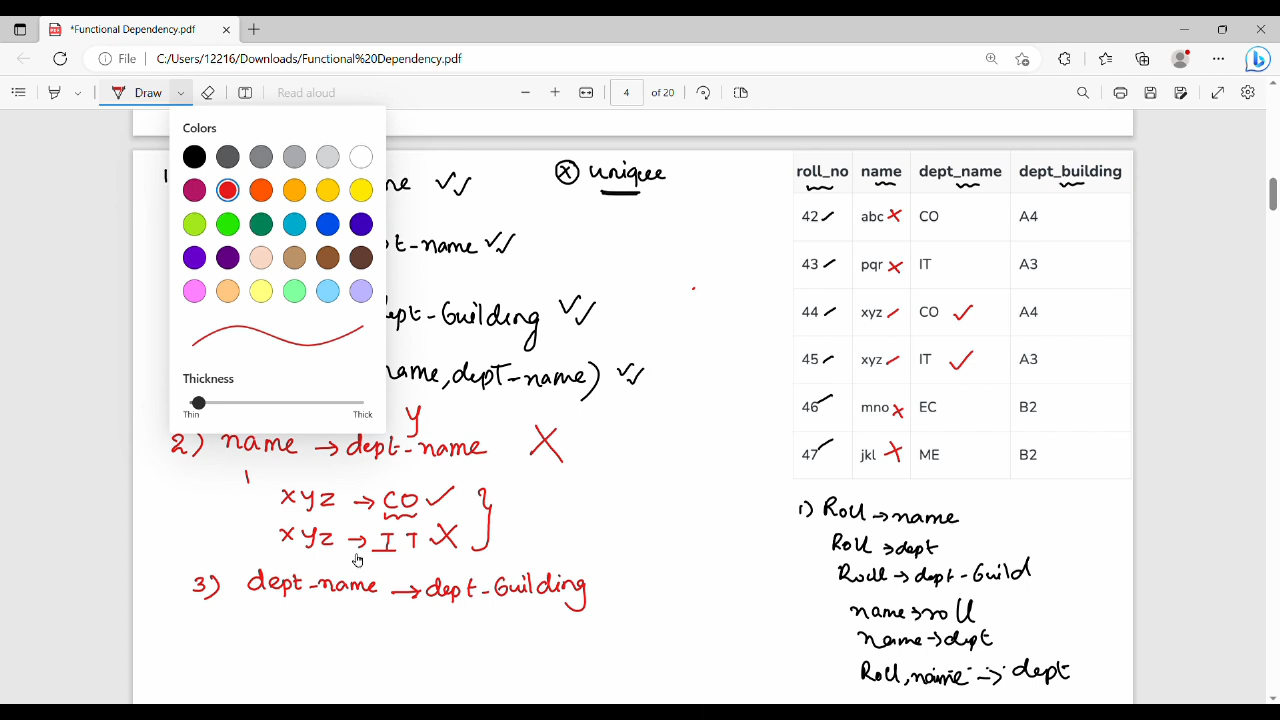 *Functional Dependency.pdf
File
C:/Users/12216/Downloads/Functional%20Dependency.pdf
Draw
Read aloud
4
of 20
Colors
Thickness
Thin
Thick
uniquee
t-name
dept-building
name, dept-name)
y
2) name → dept-name X
xyz → CO
xyz → IT X
3) dept-name → dept-building
roll_no name dept_name dept_building
42 abc CO A4
43 pqr IT A3
44 xyz CO A4
45 xyz IT A3
46 mno EC B2
47 jkl ME B2
1) Roll → name
Roll → dept
Roll → dept-build
name → roll
name → dept
Roll, name → dept